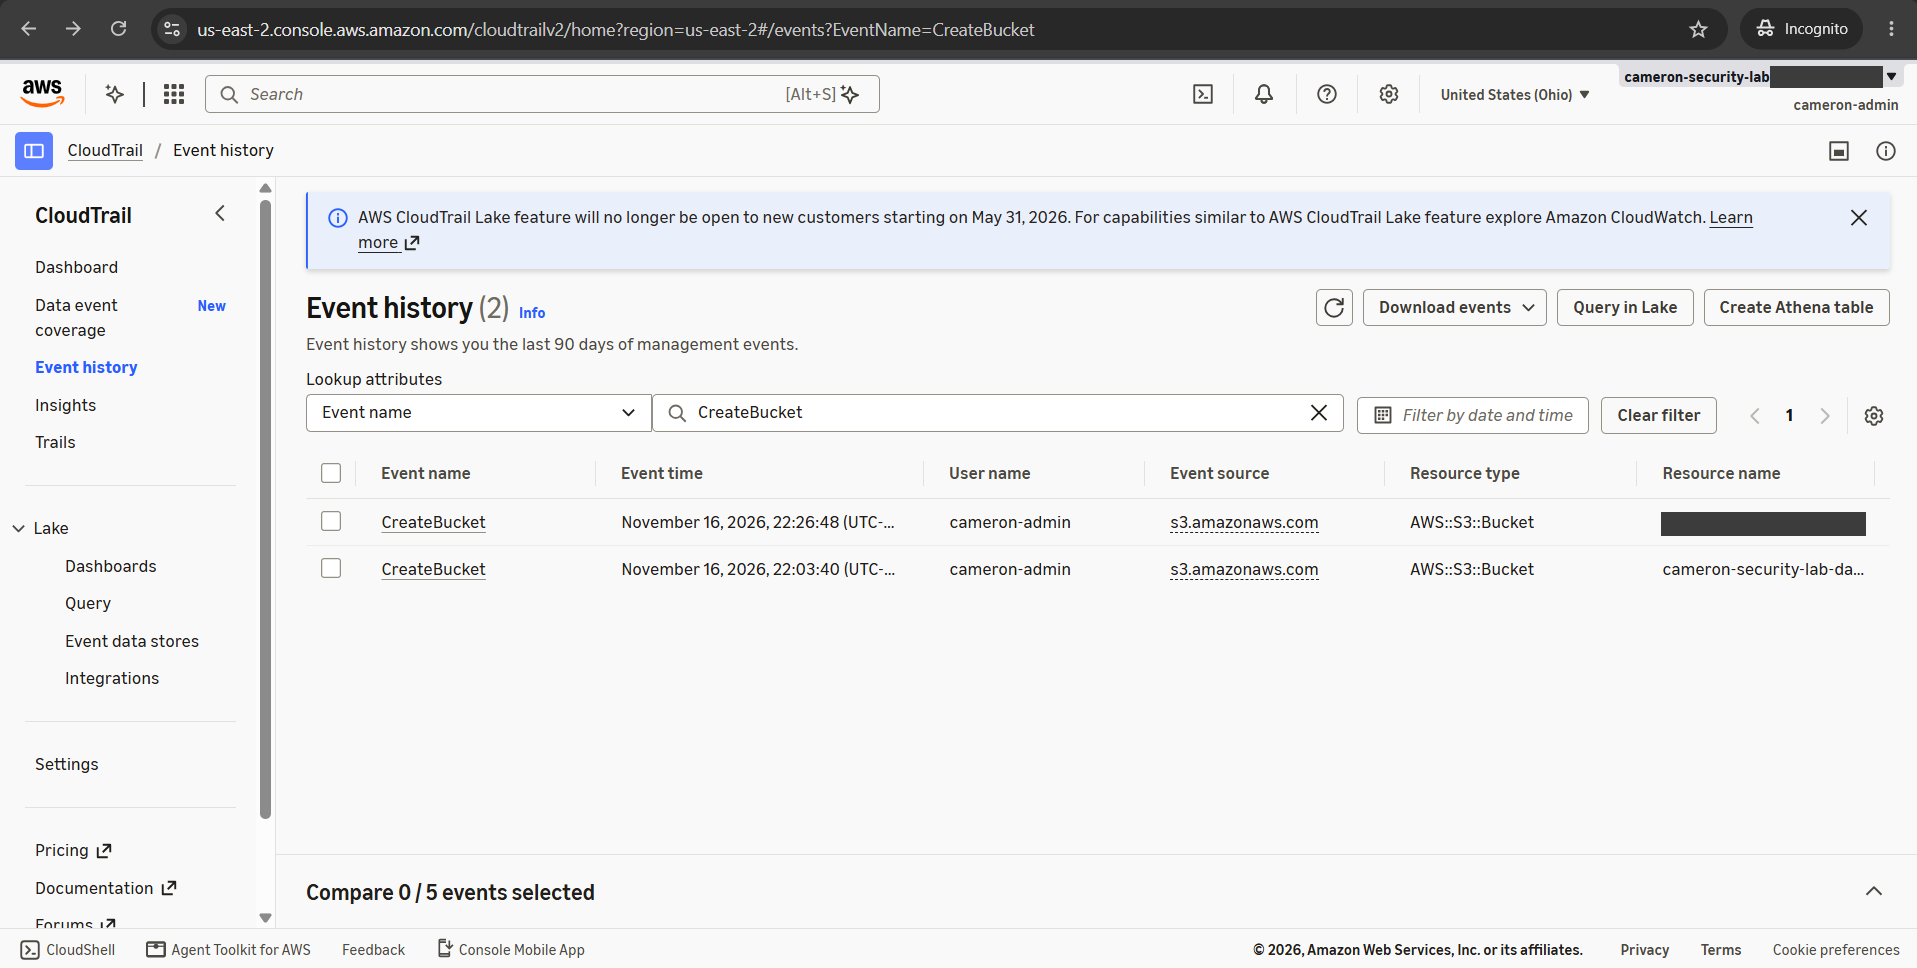 us-east-2.console.aws.amazon.com/cloudtrailv2/home?region=us-east-2#/events?EventName=CreateBucket
Incognito
aws
Search
[Alt+S]
United States (Ohio)
cameron-security-lab
cameron-admin
CloudTrail / Event history
CloudTrail
Dashboard
Data event
coverage
New
Event history
Insights
Trails
Lake
Dashboards
Query
Event data stores
Integrations
Settings
Pricing
Documentation
Forums
AWS CloudTrail Lake feature will no longer be open to new customers starting on May 31, 2026. For capabilities similar to AWS CloudTrail Lake feature explore Amazon CloudWatch. Learn
more
Event history (2) Info
Download events
Query in Lake
Create Athena table
Event history shows you the last 90 days of management events.
Lookup attributes
Event name
CreateBucket
Filter by date and time
Clear filter
1
Event name Event time User name Event source Resource type Resource name
CreateBucket November 16, 2026, 22:26:48 (UTC-... cameron-admin s3.amazonaws.com AWS::S3::Bucket
CreateBucket November 16, 2026, 22:03:40 (UTC-... cameron-admin s3.amazonaws.com AWS::S3::Bucket cameron-security-lab-da...
Compare 0 / 5 events selected
CloudShell Agent Toolkit for AWS Feedback Console Mobile App
© 2026, Amazon Web Services, Inc. or its affiliates. Privacy Terms Cookie preferences